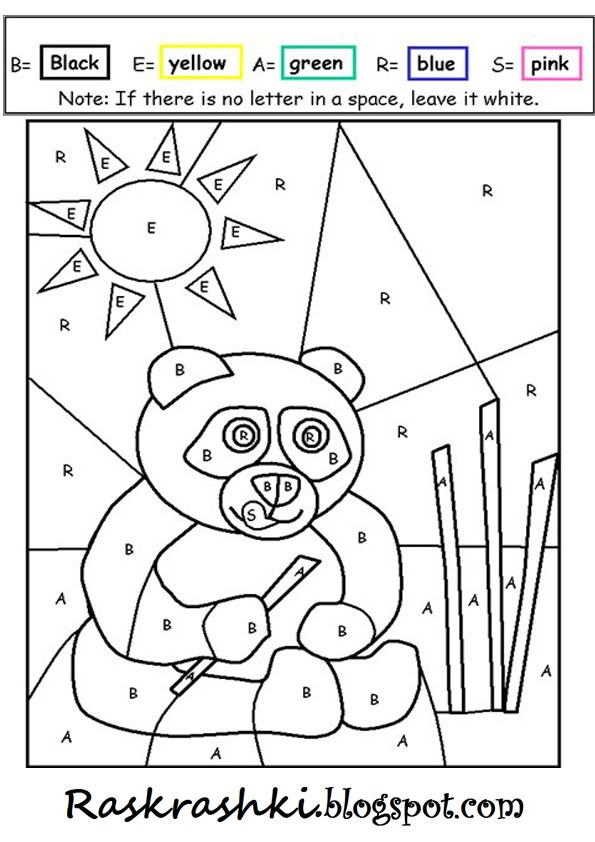 B= Black E= yellow A= green R= blue S= pink
Note: If there is no letter in a space, leave it white.
R E E
E R R
E E E
E E E
R R
B B R
R R R A
B B
R B B A A
S
B B
A A A A A
B B B
A A
B B B
A A A
Raskrashki.blogspot.com